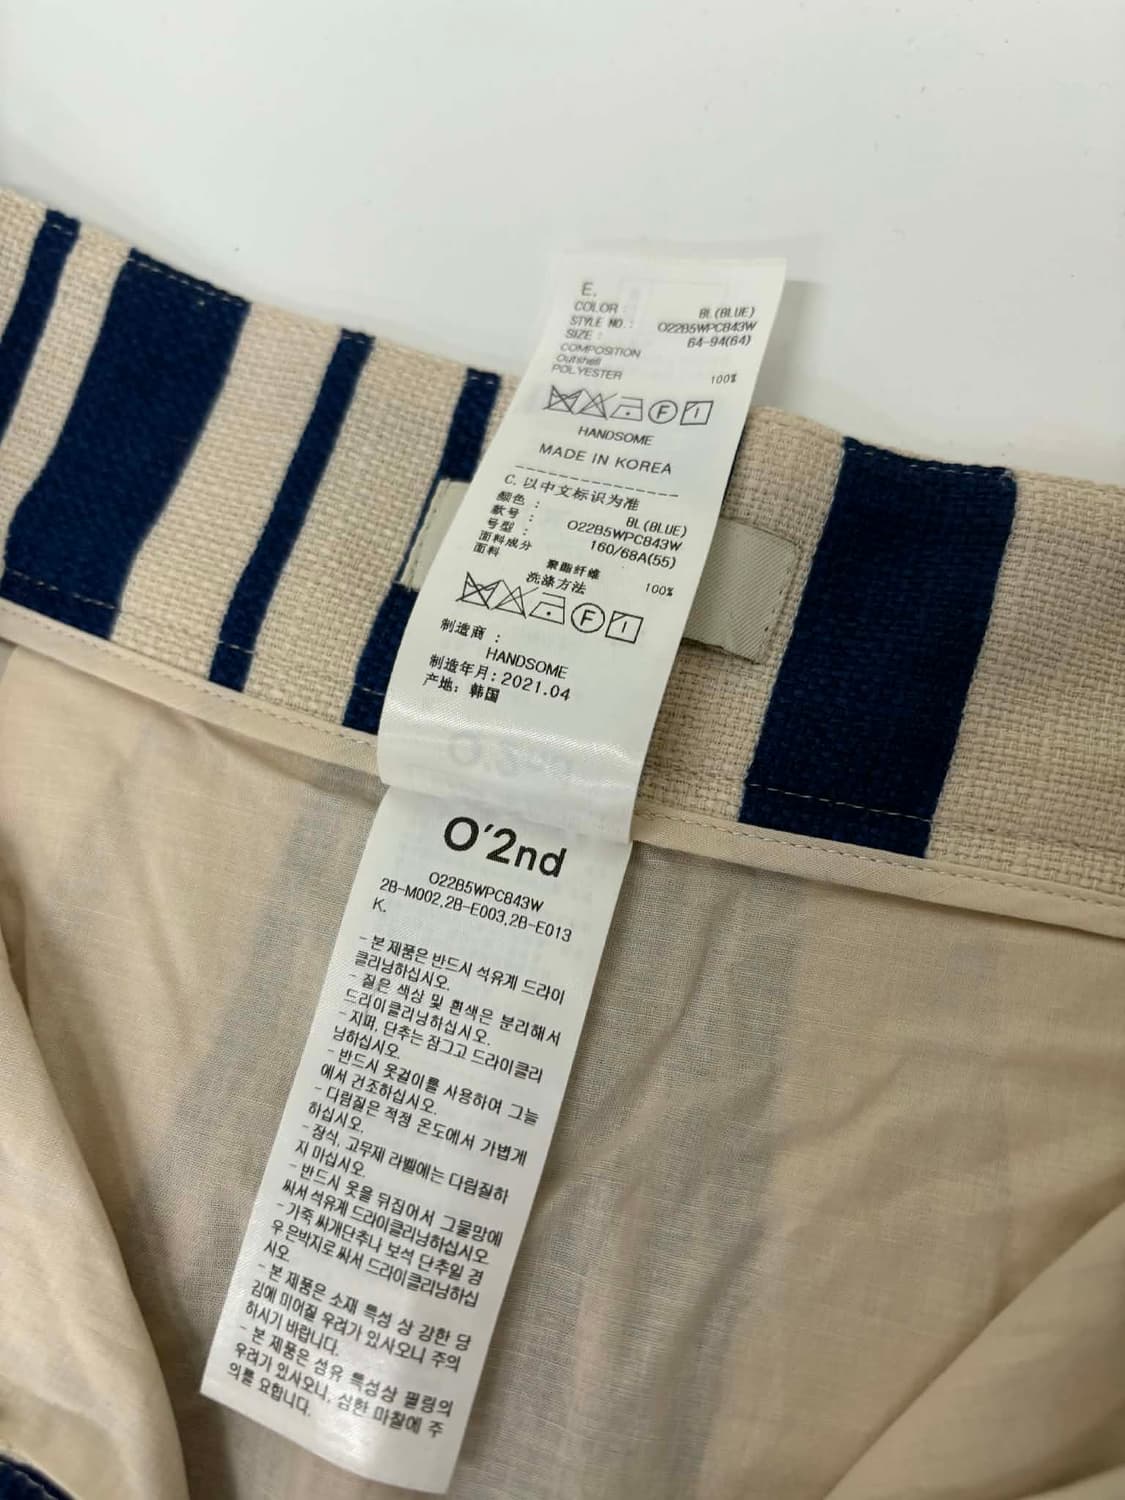 E.
COLOR : BL(BLUE)
STYLE NO.: O22B5WPC843W
SIZE : 64-94(64)
COMPOSITION
Outshell
POLYESTER 100%
F
HANDSOME
MADE IN KOREA
C. 以中文标识为准
颜色 : BL(BLUE)
款号 : O22B5WPC843W
号型 : 160/68A(55)
面料成分
面料
聚酯纤维 100%
洗涤方法
F
制造商 :
HANDSOME
制造年月: 2021.04
产地: 韩国
O'2nd
O22B5WPC843W
2B-M002,2B-E003,2B-E013
K.
- 본 제품은 반드시 석유계 드라이
클리닝하십시오.
- 짙은 색상 및 흰색은 분리해서
드라이클리닝하십시오.
- 지퍼, 단추는 잠그고 드라이클리
닝하십시오.
- 반드시 옷걸이를 사용하여 그늘
에서 건조하십시오.
- 다림질은 적정 온도에서 가볍게
하십시오.
- 장식, 고무제 라벨에는 다림질하
지 마십시오.
- 반드시 옷을 뒤집어서 그물망에
싸서 석유계 드라이클리닝하십시오
- 가죽 싸개단추나 보석 단추일 경
우 은박지로 싸서 드라이클리닝하십
시오
- 본 제품은 소재 특성 상 강한 당
김에 미어질 우려가 있사오니 주의
하시기 바랍니다.
- 본 제품은 섬유 특성상 필링의
우려가 있사오니, 심한 마찰에 주
의를 요합니다.